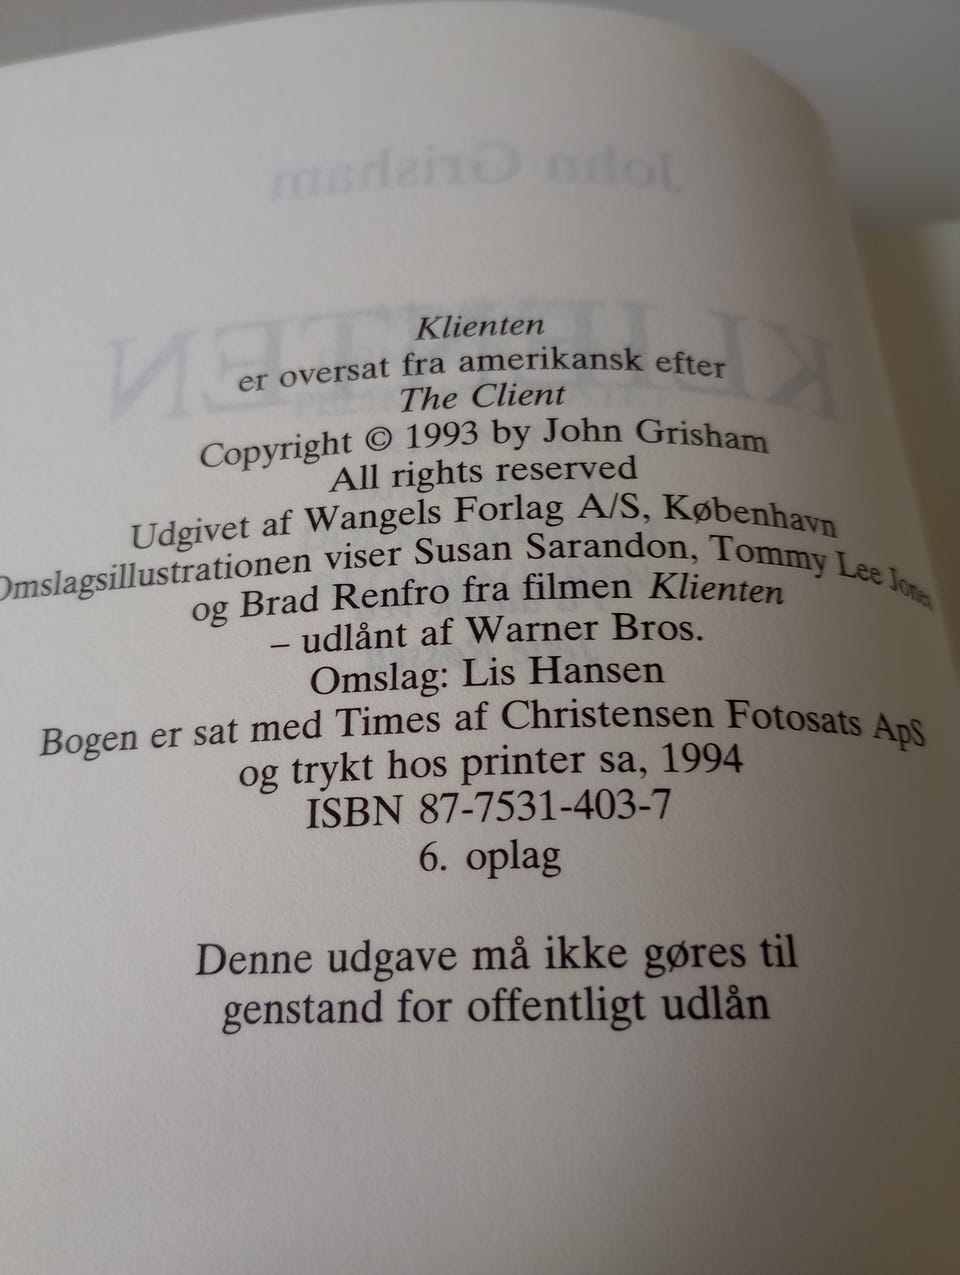 John Grisham
KLIENTEN
Klienten
er oversat fra amerikansk efter
The Client
Copyright © 1993 by John Grisham
All rights reserved
Udgivet af Wangels Forlag A/S, København
Omslagsillustrationen viser Susan Sarandon, Tommy Lee Jones
og Brad Renfro fra filmen Klienten
– udlånt af Warner Bros.
Omslag: Lis Hansen
Bogen er sat med Times af Christensen Fotosats ApS
og trykt hos printer sa, 1994
ISBN 87-7531-403-7
6. oplag
Denne udgave må ikke gøres til
genstand for offentligt udlån